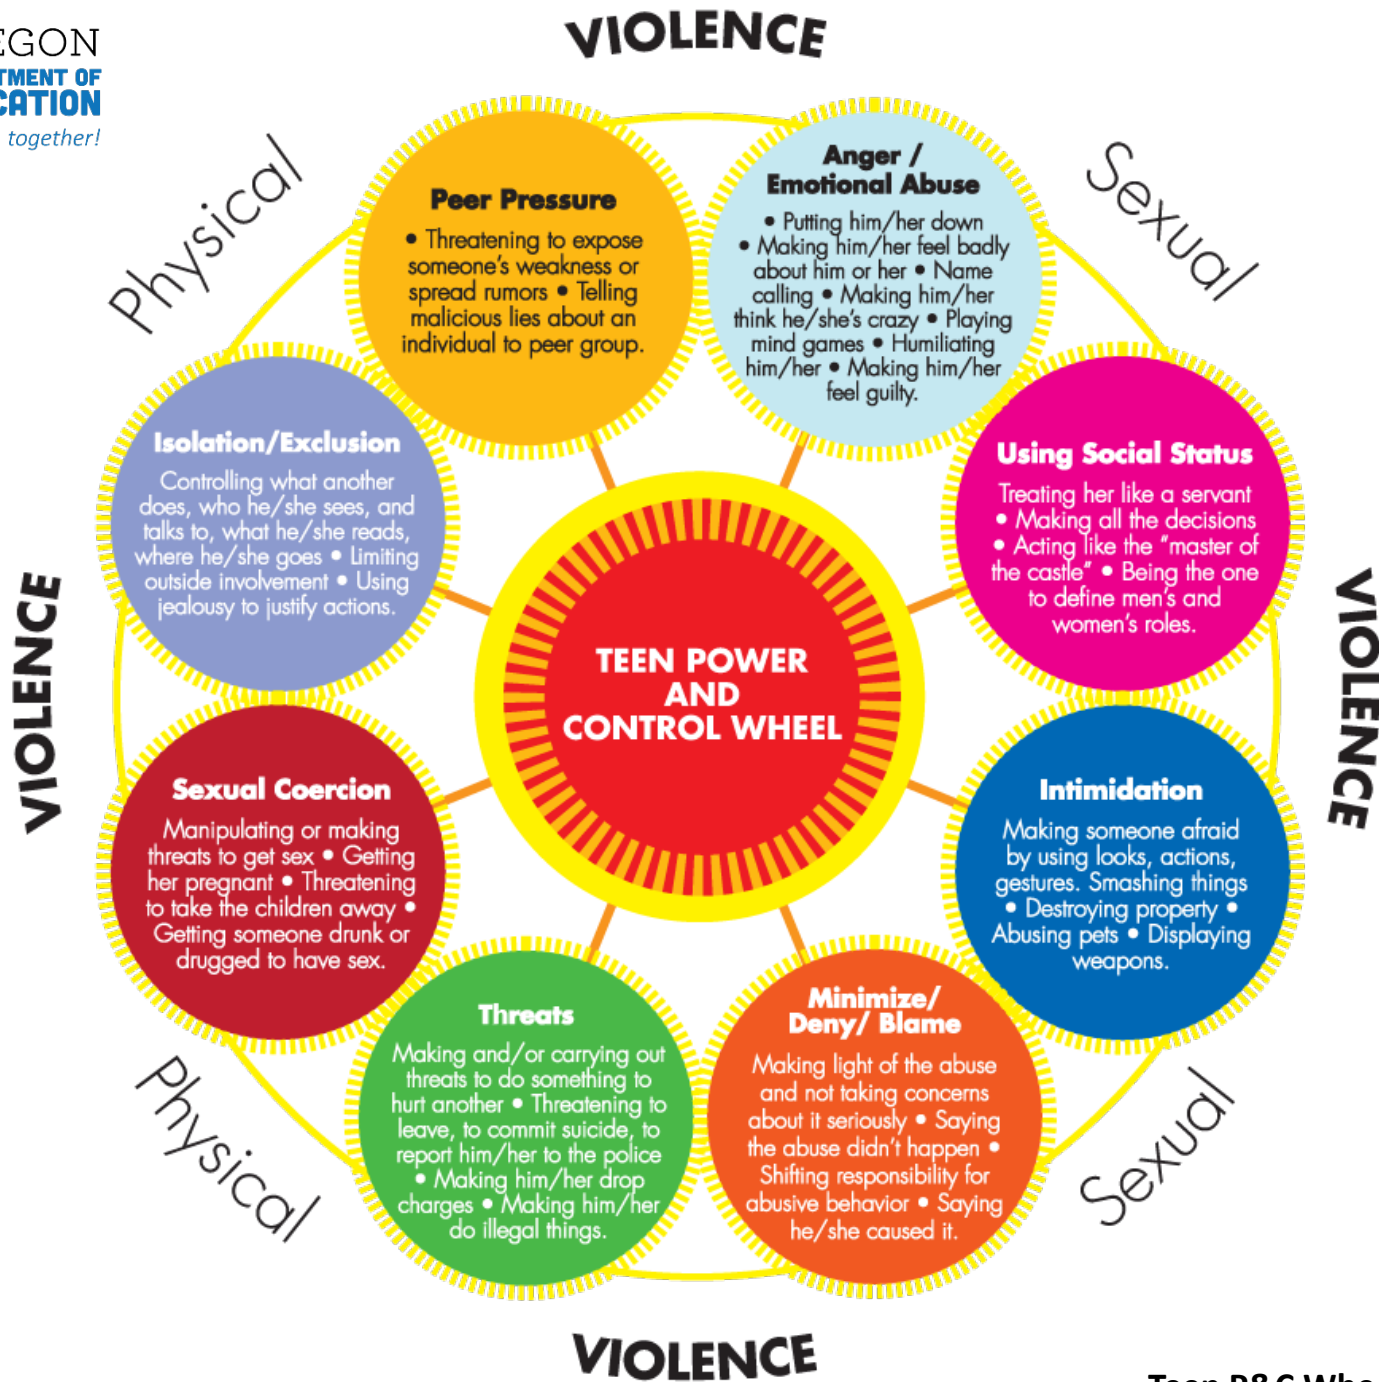 EGON
TMENT OF
CATION
together!
VIOLENCE
Physical
Sexual
Peer Pressure
• Threatening to expose
someone's weakness or
spread rumors • Telling
malicious lies about an
individual to peer group.
Anger /
Emotional Abuse
• Putting him/her down
• Making him/her feel badly
about him or her • Name
calling • Making him/her
think he/she's crazy • Playing
mind games • Humiliating
him/her • Making him/her
feel guilty.
Isolation/Exclusion
Controlling what another
does, who he/she sees, and
talks to, what he/she reads,
where he/she goes • Limiting
outside involvement • Using
jealousy to justify actions.
Using Social Status
Treating her like a servant
• Making all the decisions
• Acting like the "master of
the castle" • Being the one
to define men's and
women's roles.
VIOLENCE
TEEN POWER
AND
CONTROL WHEEL
VIOLENCE
Sexual Coercion
Manipulating or making
threats to get sex • Getting
her pregnant • Threatening
to take the children away •
Getting someone drunk or
drugged to have sex.
Intimidation
Making someone afraid
by using looks, actions,
gestures. Smashing things
• Destroying property •
Abusing pets • Displaying
weapons.
Threats
Making and/or carrying out
threats to do something to
hurt another • Threatening to
leave, to commit suicide, to
report him/her to the police
• Making him/her drop
charges • Making him/her
do illegal things.
Minimize/
Deny/ Blame
Making light of the abuse
and not taking concerns
about it seriously • Saying
the abuse didn't happen •
Shifting responsibility for
abusive behavior • Saying
he/she caused it.
Physical
Sexual
VIOLENCE
Teen P&C Whe